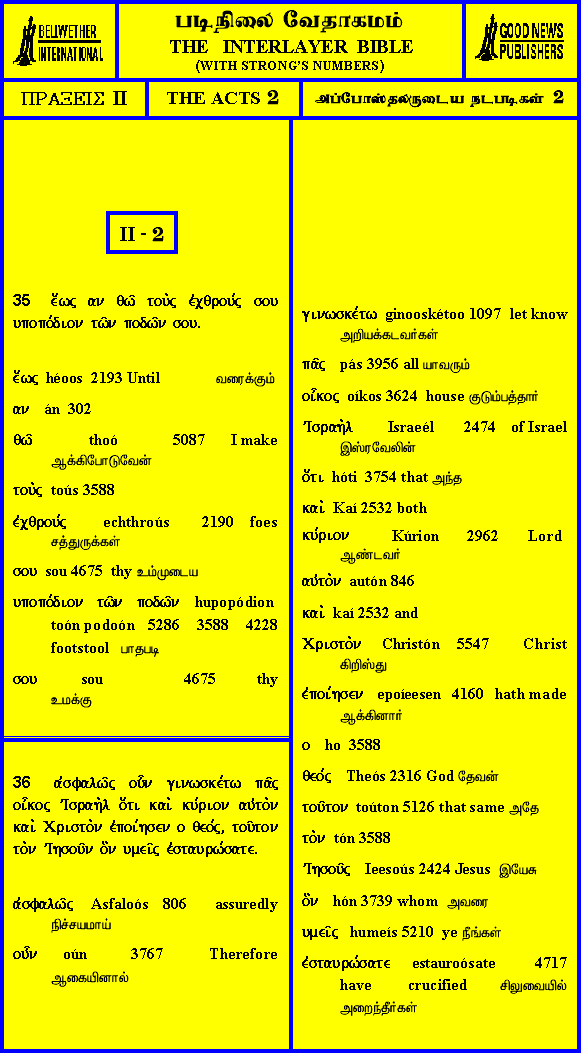 BELLWETHER
INTERNATIONAL
படிநிலை வேதாகமம்
THE INTERLAYER BIBLE
(WITH STRONG'S NUMBERS)
GOOD NEWS
PUBLISHERS
ΠΡΑΞΕΙΣ II
THE ACTS 2
அப்போஸ்தலருடைய நடபடிகள் 2
II - 2
35 ἕως αν θῶ τοὺς ἐχθρούς σου
υποπόδιον τῶν ποδῶν σου.
ἕως héoos 2193 Until வரைக்கும்
αν án 302
θῶ thoó 5087 I make
ஆக்கிபோடுவேன்
τοὺς toús 3588
ἐχθρούς echthroús 2190 foes
சத்துருக்கள்
σου sou 4675 thy உம்முடைய
υποπόδιον τῶν ποδῶν hupopódion
toón podoón 5286 3588 4228
footstool பாதபடி
σου sou 4675 thy
உமக்கு
36 ἀσφαλῶς οὖν γινωσκέτω πᾶς
οἶκος Ἰσραὴλ ὅτι καὶ κύριον αὐτὸν
καὶ Χριστὸν ἐποίησεν ο θεός, τοῦτον
τὸν Ἰησοῦν ὃν υμεῖς ἐσταυρώσατε.
ἀσφαλῶς Asfaloós 806 assuredly
நிச்சயமாய்
οὖν oún 3767 Therefore
ஆகையினால்
γινωσκέτω ginooskétoo 1097 let know
அறியக்கடவர்கள்
πᾶς pás 3956 all யாவரும்
οἶκος oíkos 3624 house குடும்பத்தார்
Ἰσραὴλ Israeél 2474 of Israel
இஸ்ரவேலின்
ὅτι hóti 3754 that அந்த
καὶ Kaí 2532 both
κύριον Kúrion 2962 Lord
ஆண்டவர்
αὐτὸν autón 846
καὶ kaí 2532 and
Χριστὸν Christón 5547 Christ
கிறிஸ்து
ἐποίησεν epoíeesen 4160 hath made
ஆக்கினார்
ο ho 3588
θεός Theós 2316 God தேவன்
τοῦτον toúton 5126 that same அதே
τὸν tón 3588
Ἰησοῦς Ieesoús 2424 Jesus இயேசு
ὃν hón 3739 whom அவரை
υμεῖς humeís 5210 ye நீங்கள்
ἐσταυρώσατε estauroósate 4717
have crucified சிலுவையில்
அறைந்தீர்கள்